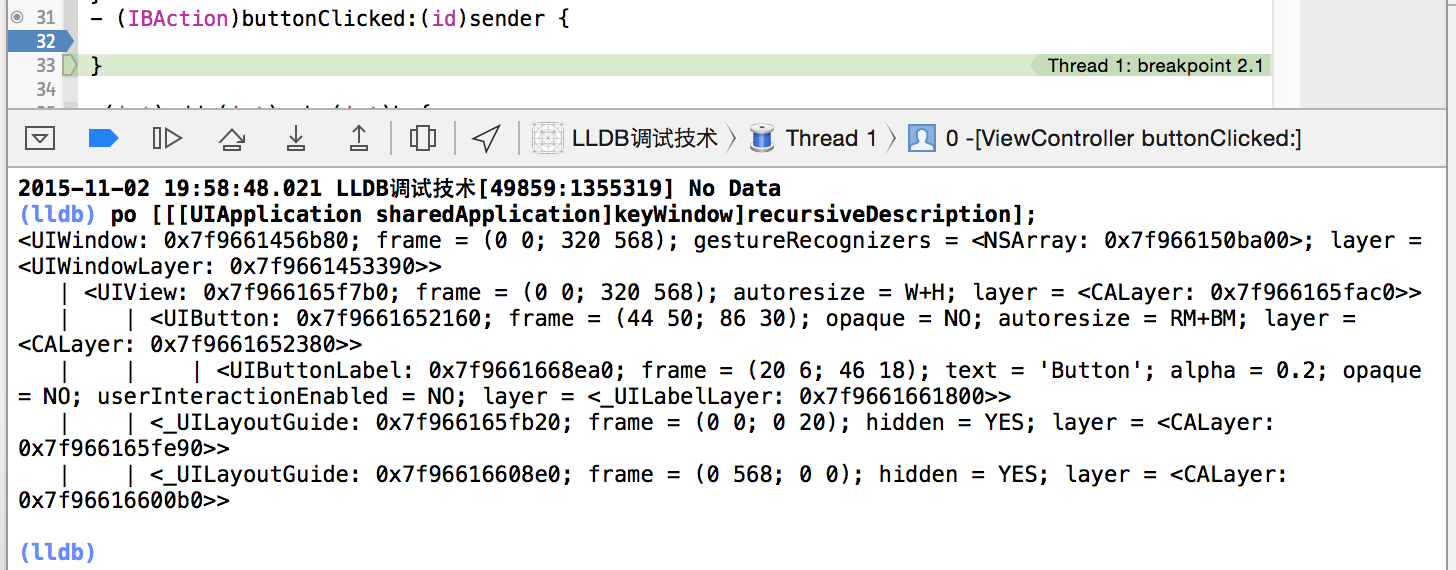 31 - (IBAction)buttonClicked:(id)sender {
32
33 } Thread 1: breakpoint 2.1
34
LLDB调试技术 Thread 1 0 -[ViewController buttonClicked:]
2015-11-02 19:58:48.021 LLDB调试技术[49859:1355319] No Data
(lldb) po [[[UIApplication sharedApplication]keyWindow]recursiveDescription];
<UIWindow: 0x7f9661456b80; frame = (0 0; 320 568); gestureRecognizers = <NSArray: 0x7f966150ba00>; layer =
<UIWindowLayer: 0x7f9661453390>>
| <UIView: 0x7f966165f7b0; frame = (0 0; 320 568); autoresize = W+H; layer = <CALayer: 0x7f966165fac0>>
| | <UIButton: 0x7f9661652160; frame = (44 50; 86 30); opaque = NO; autoresize = RM+BM; layer =
<CALayer: 0x7f9661652380>>
| | | <UIButtonLabel: 0x7f9661668ea0; frame = (20 6; 46 18); text = 'Button'; alpha = 0.2; opaque
= NO; userInteractionEnabled = NO; layer = <_UILabelLayer: 0x7f9661661800>>
| | <_UILayoutGuide: 0x7f966165fb20; frame = (0 0; 0 20); hidden = YES; layer = <CALayer:
0x7f966165fe90>>
| | <_UILayoutGuide: 0x7f96616608e0; frame = (0 568; 0 0); hidden = YES; layer = <CALayer:
0x7f96616600b0>>
(lldb)